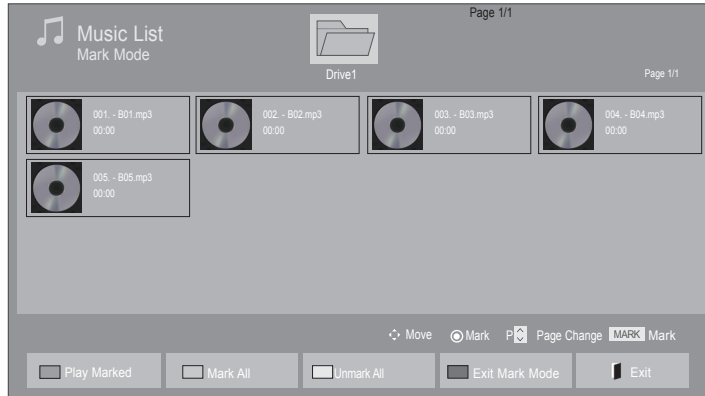 Page 1/1
Music List
Mark Mode
Drive1
Page 1/1
001. - B01.mp3
00:00
002. - B02.mp3
00:00
003. - B03.mp3
00:00
004. - B04.mp3
00:00
005. - B05.mp3
00:00
Move Mark P Page Change MARK Mark
Play Marked Mark All Unmark All Exit Mark Mode Exit